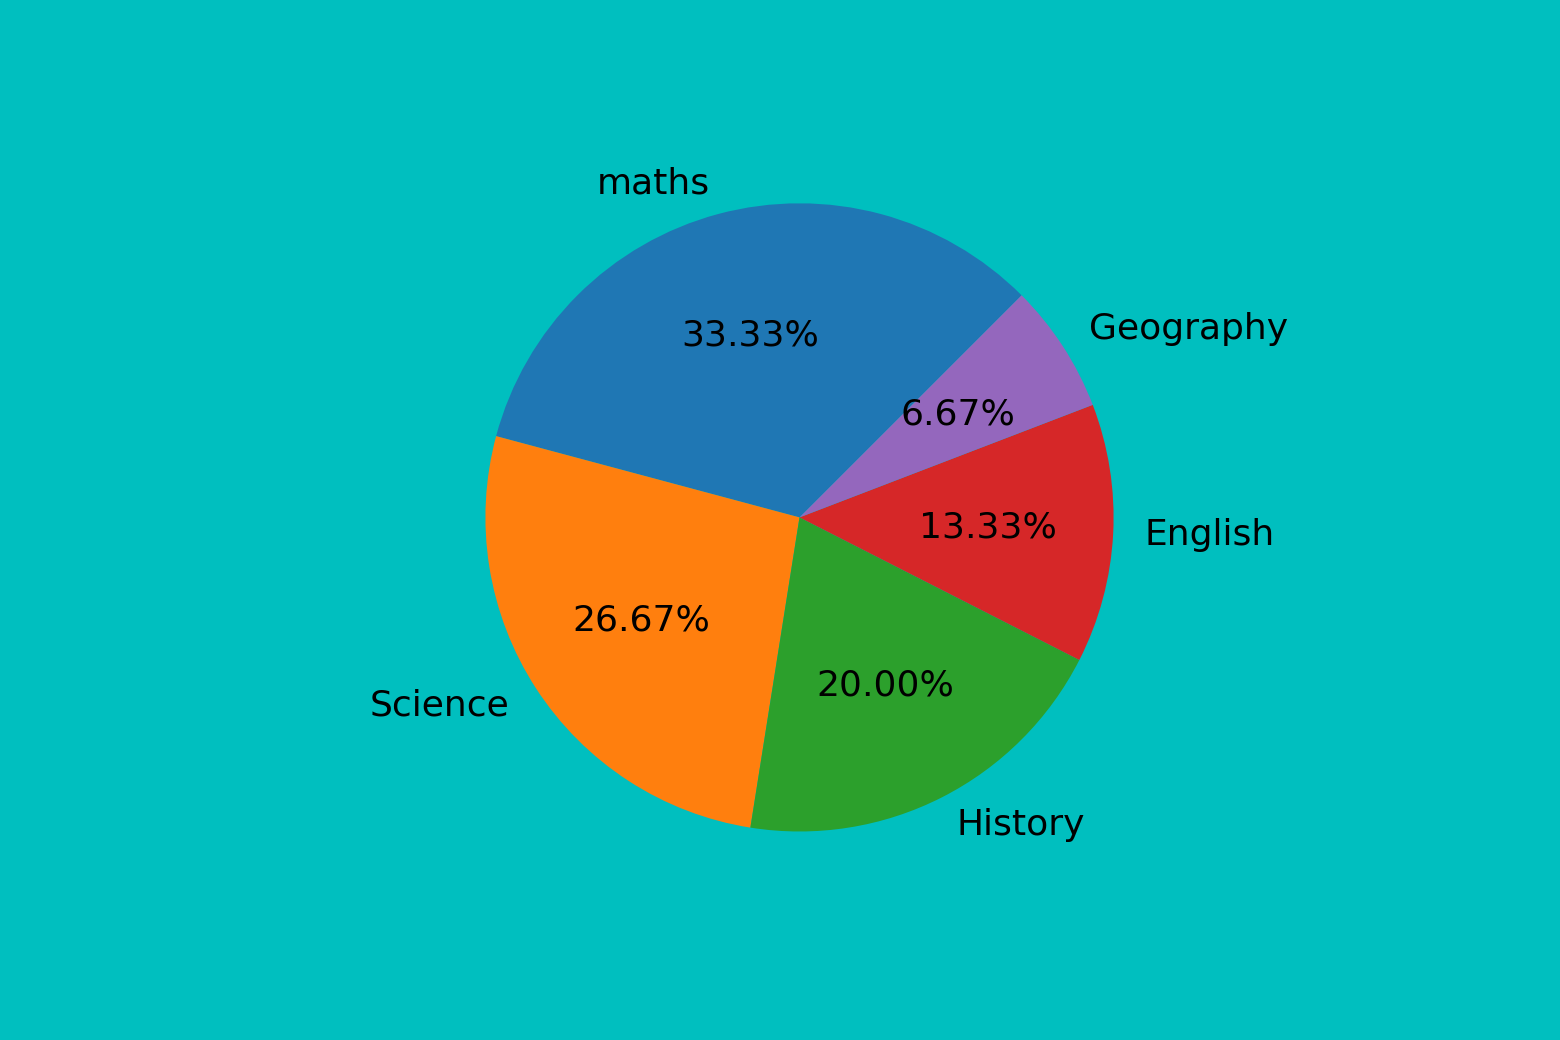 maths
Geography
33.33%
6.67%
13.33%
English
26.67%
20.00%
Science
History